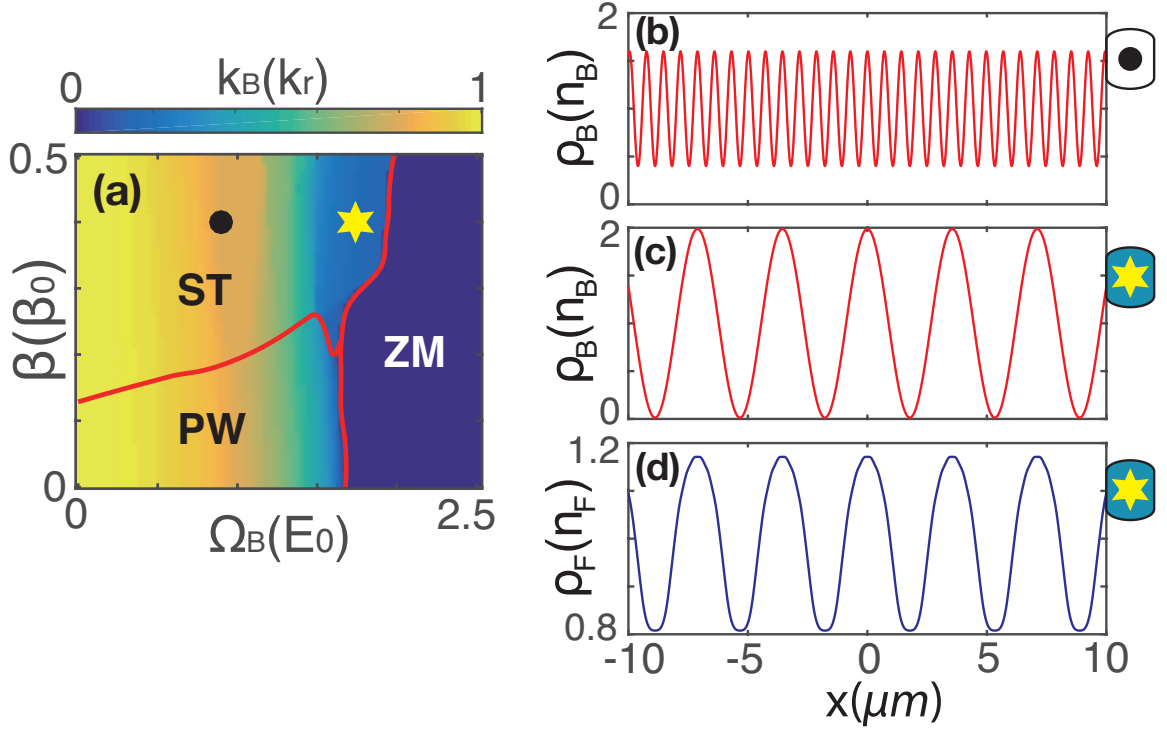 k_B(k_r)
0 1
(a)
0.5
0
β(β_0)
ST
PW
ZM
0 2.5
Ω_B(E_0)
(b)
2
0
ρ_B(n_B)
(c)
2
0
ρ_B(n_B)
(d)
1.2
0.8
ρ_F(n_F)
-10 -5 0 5 10
x(μm)